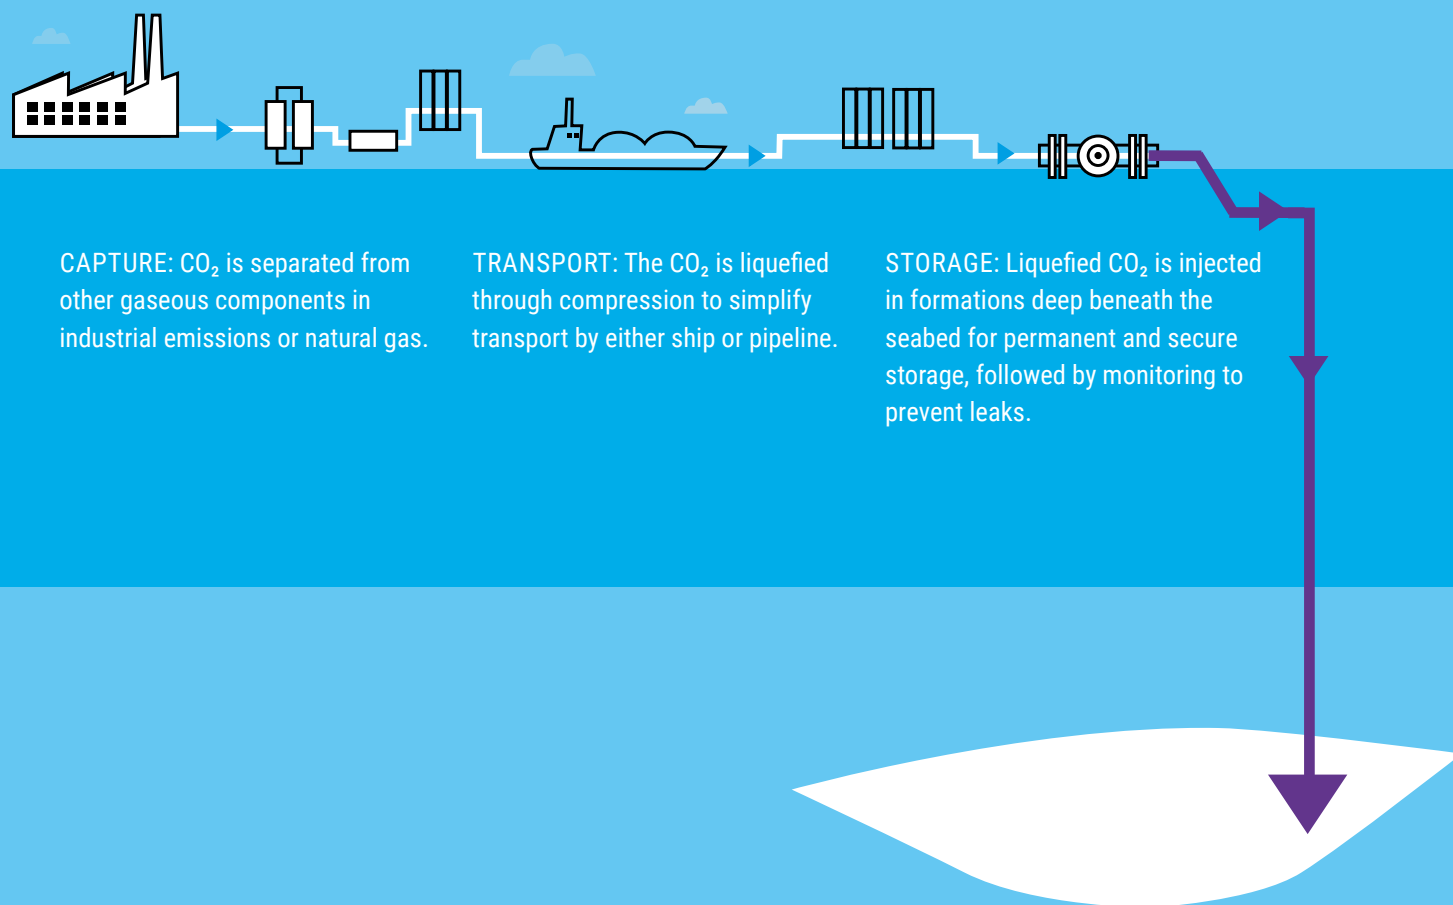 CAPTURE: CO₂ is separated from
other gaseous components in
industrial emissions or natural gas.
TRANSPORT: The CO₂ is liquefied
through compression to simplify
transport by either ship or pipeline.
STORAGE: Liquefied CO₂ is injected
in formations deep beneath the
seabed for permanent and secure
storage, followed by monitoring to
prevent leaks.